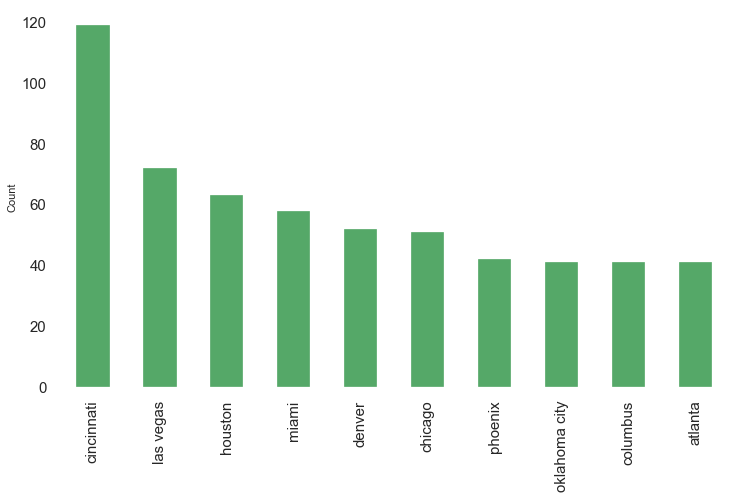 120
100
80
60
40
20
0
Count
cincinnati
las vegas
houston
miami
denver
chicago
phoenix
oklahoma city
columbus
atlanta